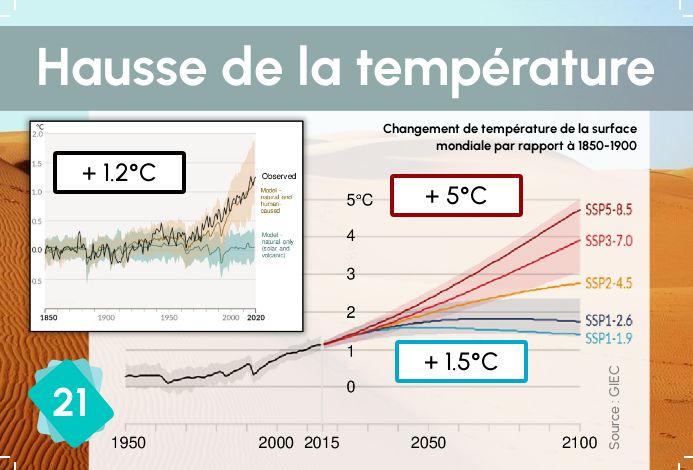 Hausse de la température
Changement de température de la surface
mondiale par rapport à 1850-1900
°C
2.0
1.5
1.0
0.5
0.0
0.5
1850
1900
1950
2000
2020
+ 1.2°C
Observed
Model -
natural and
human-
caused
Model -
natural only
(solar and
volcanic)
5°C
4
3
2
1
0
+ 5°C
SSP5-8.5
SSP3-7.0
SSP2-4.5
SSP1-2.6
SSP1-1.9
+ 1.5°C
21
1950
2000
2015
2050
2100
Source : GIEC